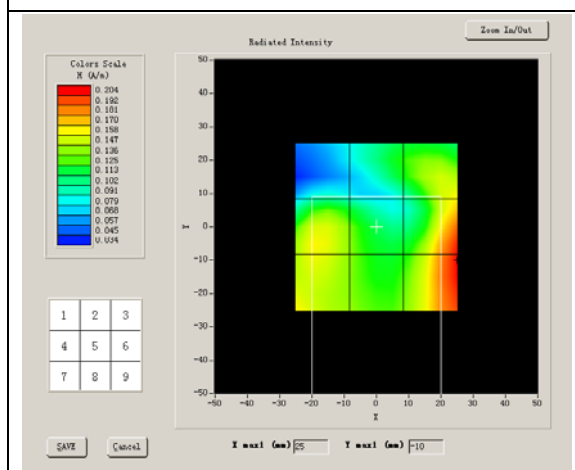 Zoom In/Out
Radiated Intensity
Colors Scale
H (A/m)
0.204
0.192
0.181
0.170
0.158
0.147
0.136
0.125
0.113
0.102
0.091
0.079
0.068
0.057
0.045
0.034
50
40
30
20
10
0
-10
-20
-30
-40
-50
Y
-50 -40 -30 -20 -10 0 10 20 30 40 50
X
1 2 3
4 5 6
7 8 9
SAVE Cancel
X max1 (mm) 25 Y max1 (mm) -10